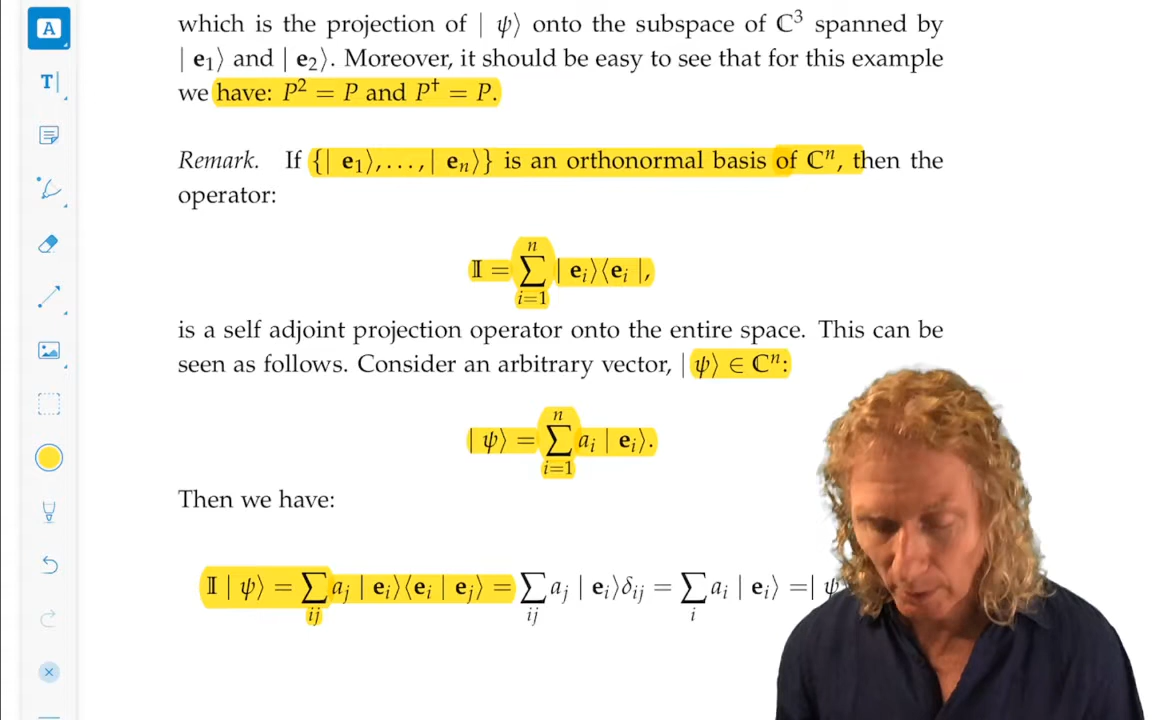 which is the projection of | ψ⟩ onto the subspace of ℂ³ spanned by
| e₁⟩ and | e₂⟩. Moreover, it should be easy to see that for this example
we have: P² = P and P† = P.
Remark. If {| e₁⟩, . . . , | eₙ⟩} is an orthonormal basis of ℂⁿ, then the
operator:
𝕀 = ∑ᵢ₌₁ⁿ | eᵢ⟩⟨eᵢ |,
is a self adjoint projection operator onto the entire space. This can be
seen as follows. Consider an arbitrary vector, | ψ⟩ ∈ ℂⁿ:
| ψ⟩ = ∑ᵢ₌₁ⁿ aᵢ | eᵢ⟩.
Then we have:
𝕀 | ψ⟩ = ∑ᵢⱼ aⱼ | eᵢ⟩⟨eᵢ | eⱼ⟩ = ∑ᵢⱼ aⱼ | eᵢ⟩δᵢⱼ = ∑ᵢ aᵢ | eᵢ⟩ =| ψ
A
T